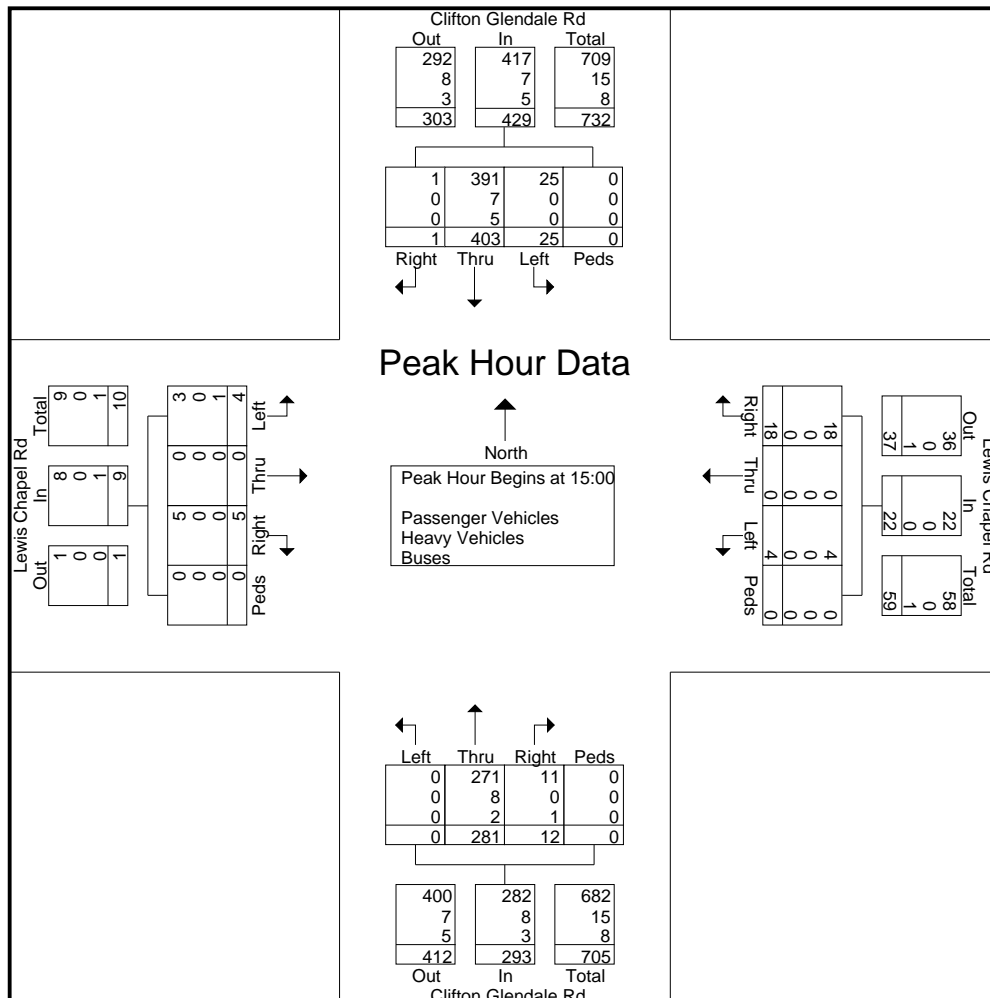 Clifton Glendale Rd
Out In Total
292 417 709
8 7 15
3 5 8
303 429 732
1 391 25 0
0 7 0 0
0 5 0 0
1 403 25 0
Right Thru Left Peds
Peak Hour Data
North
Peak Hour Begins at 15:00
Passenger Vehicles
Heavy Vehicles
Buses
Lewis Chapel Rd
Out In Total
1 8 9
0 0 0
0 1 1
1 9 10
Left Thru Right Peds
3 0 5 0
0 0 0 0
1 0 0 0
4 0 5 0
Lewis Chapel Rd
Out In Total
36 22 58
0 0 0
1 0 1
37 22 59
18 0 4 0
0 0 0 0
0 0 0 0
18 0 4 0
Right Thru Left Peds
Left Thru Right Peds
0 271 11 0
0 8 0 0
0 2 1 0
0 281 12 0
400 282 682
7 8 15
5 3 8
412 293 705
Out In Total
Clifton Glendale Rd